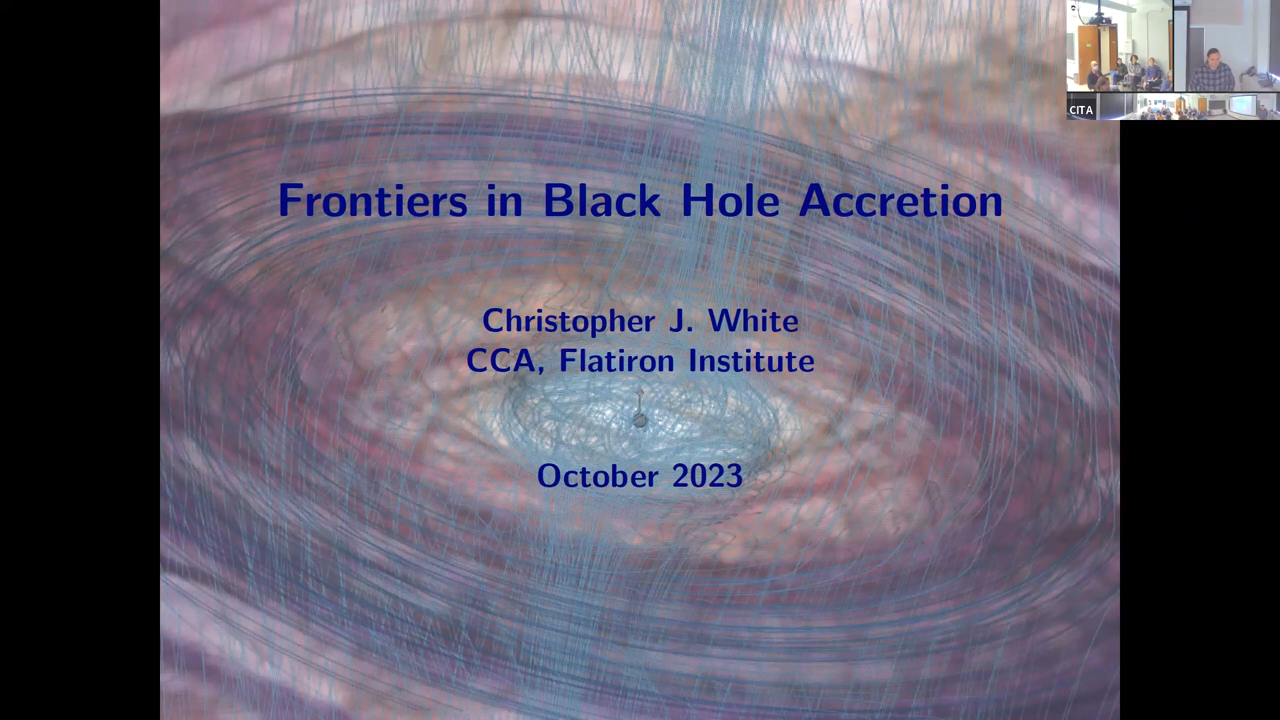 CITA
Frontiers in Black Hole Accretion
Christopher J. White
CCA, Flatiron Institute
October 2023